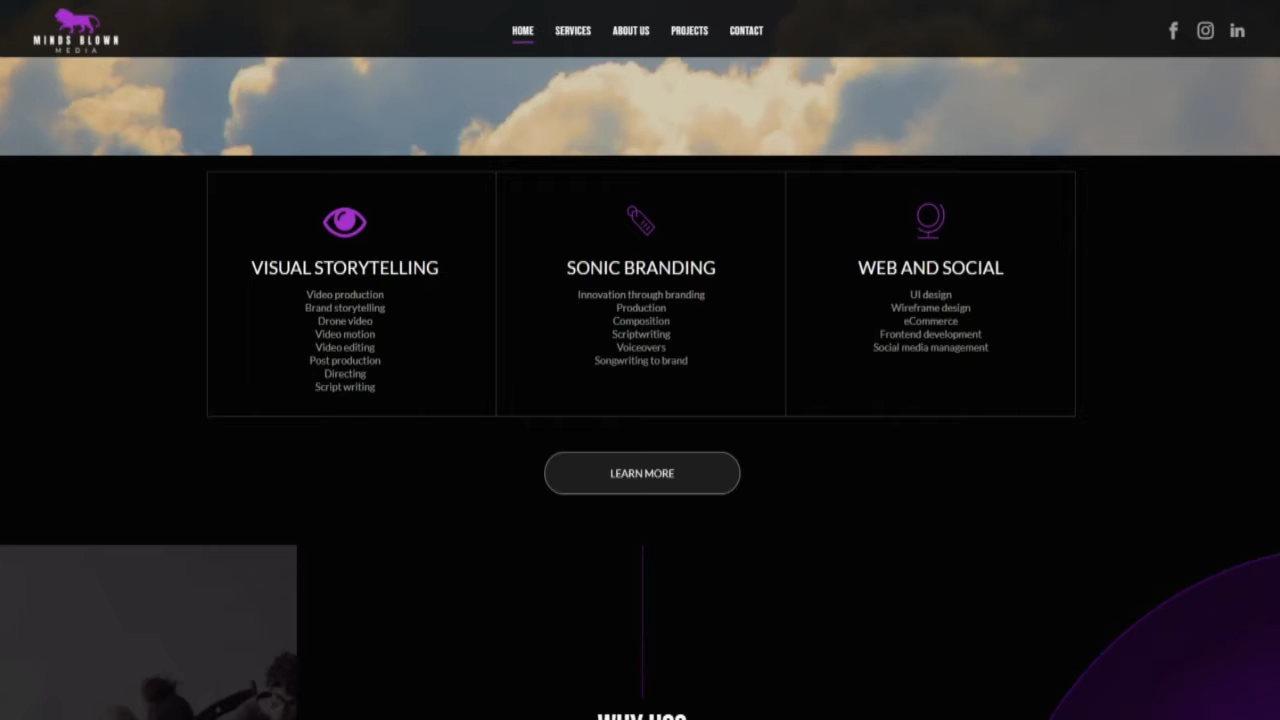 MINDS BLOWN
MEDIA
HOME SERVICES ABOUT US PROJECTS CONTACT
VISUAL STORYTELLING
Video production
Brand storytelling
Drone video
Video motion
Video editing
Post production
Directing
Script writing
SONIC BRANDING
Innovation through branding
Production
Composition
Scriptwriting
Voiceovers
Songwriting to brand
WEB AND SOCIAL
UI design
Wireframe design
eCommerce
Frontend development
Social media management
LEARN MORE
WHY US?